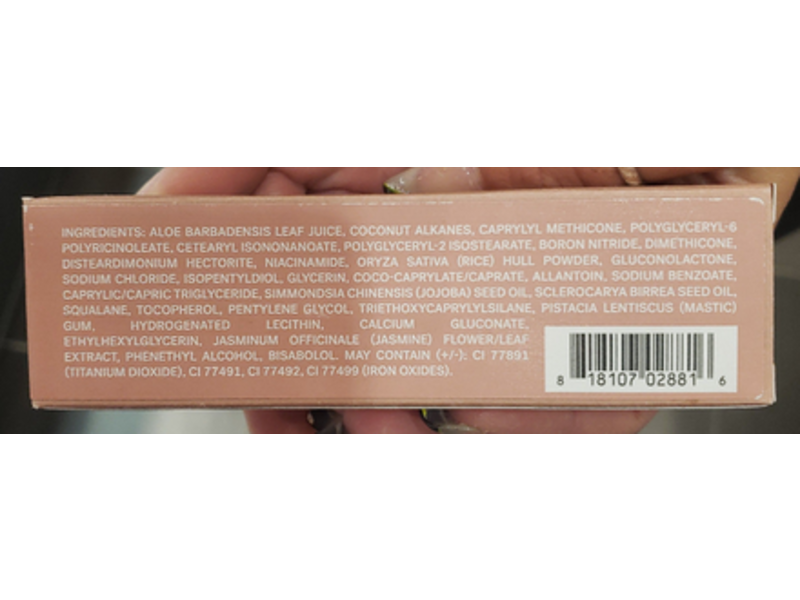 INGREDIENTS: ALOE BARBADENSIS LEAF JUICE, COCONUT ALKANES, CAPRYLYL METHICONE, POLYGLYCERYL-6
POLYRICINOLEATE, CETEARYL ISONONANOATE, POLYGLYCERYL-2 ISOSTEARATE, BORON NITRIDE, DIMETHICONE,
DISTEARDIMONIUM HECTORITE, NIACINAMIDE, ORYZA SATIVA (RICE) HULL POWDER, GLUCONOLACTONE,
SODIUM CHLORIDE, ISOPENTYLDIOL, GLYCERIN, COCO-CAPRYLATE/CAPRATE, ALLANTOIN, SODIUM BENZOATE,
CAPRYLIC/CAPRIC TRIGLYCERIDE, SIMMONDSIA CHINENSIS (JOJOBA) SEED OIL, SCLEROCARYA BIRREA SEED OIL,
SQUALANE, TOCOPHEROL, PENTYLENE GLYCOL, TRIETHOXYCAPRYLYLSILANE, PISTACIA LENTISCUS (MASTIC)
GUM, HYDROGENATED LECITHIN, CALCIUM GLUCONATE,
ETHYLHEXYLGLYCERIN, JASMINUM OFFICINALE (JASMINE) FLOWER/LEAF
EXTRACT, PHENETHYL ALCOHOL, BISABOLOL. MAY CONTAIN (+/-): CI 77891
(TITANIUM DIOXIDE), CI 77491, CI 77492, CI 77499 (IRON OXIDES).
8 18107 02881 6